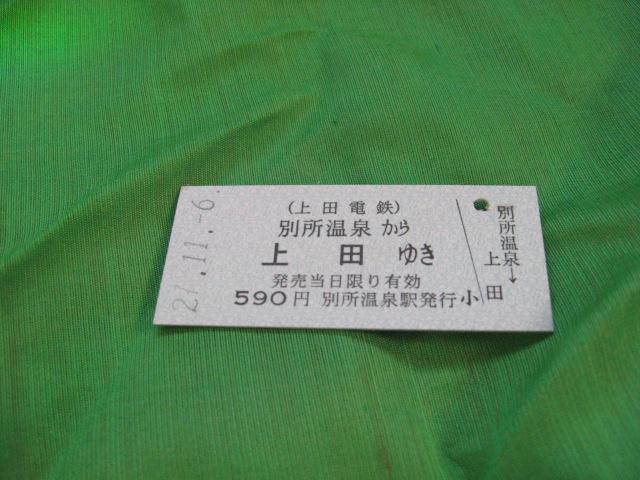 21.11.-6
(上田電鉄)
別所温泉から
上田ゆき
発売当日限り有効
590円 別所温泉駅発行
小
別所温泉→
上田